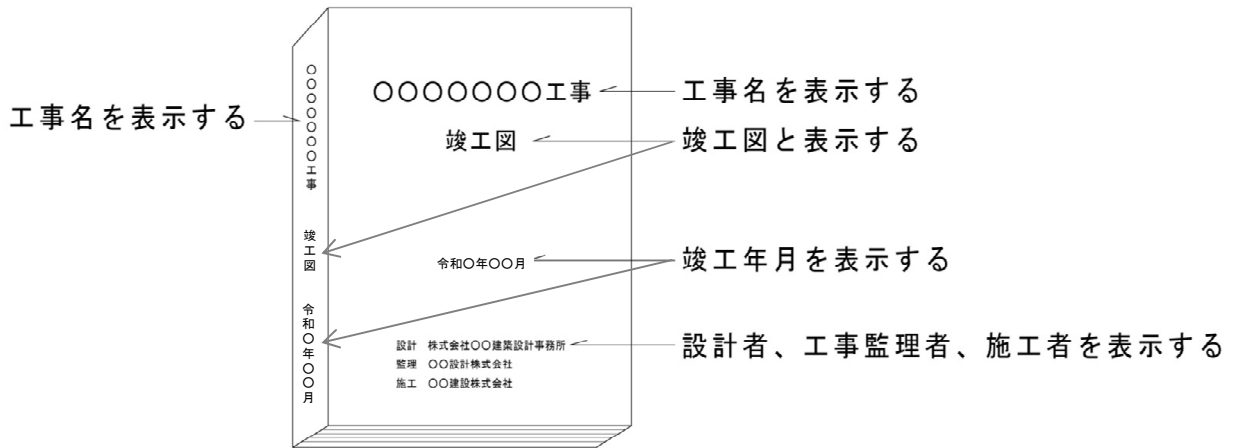 工事名を表示する
〇〇〇〇〇〇〇工事
竣工図
令和〇年〇〇月
〇〇〇〇〇〇〇工事
竣工図
令和〇年〇〇月
設計 株式会社〇〇建築設計事務所
監理 〇〇設計株式会社
施工 〇〇建設株式会社
工事名を表示する
竣工図と表示する
竣工年月を表示する
設計者、工事監理者、施工者を表示する